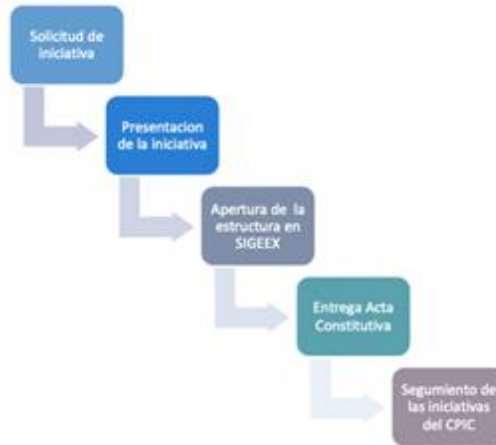 Solicitud de
iniciativa
Presentacion
de la iniciativa
Apertura de la
estructura en
SIGEEX
Entrega Acta
Constitutiva
Segumiento de
las iniciativas
del CPIC